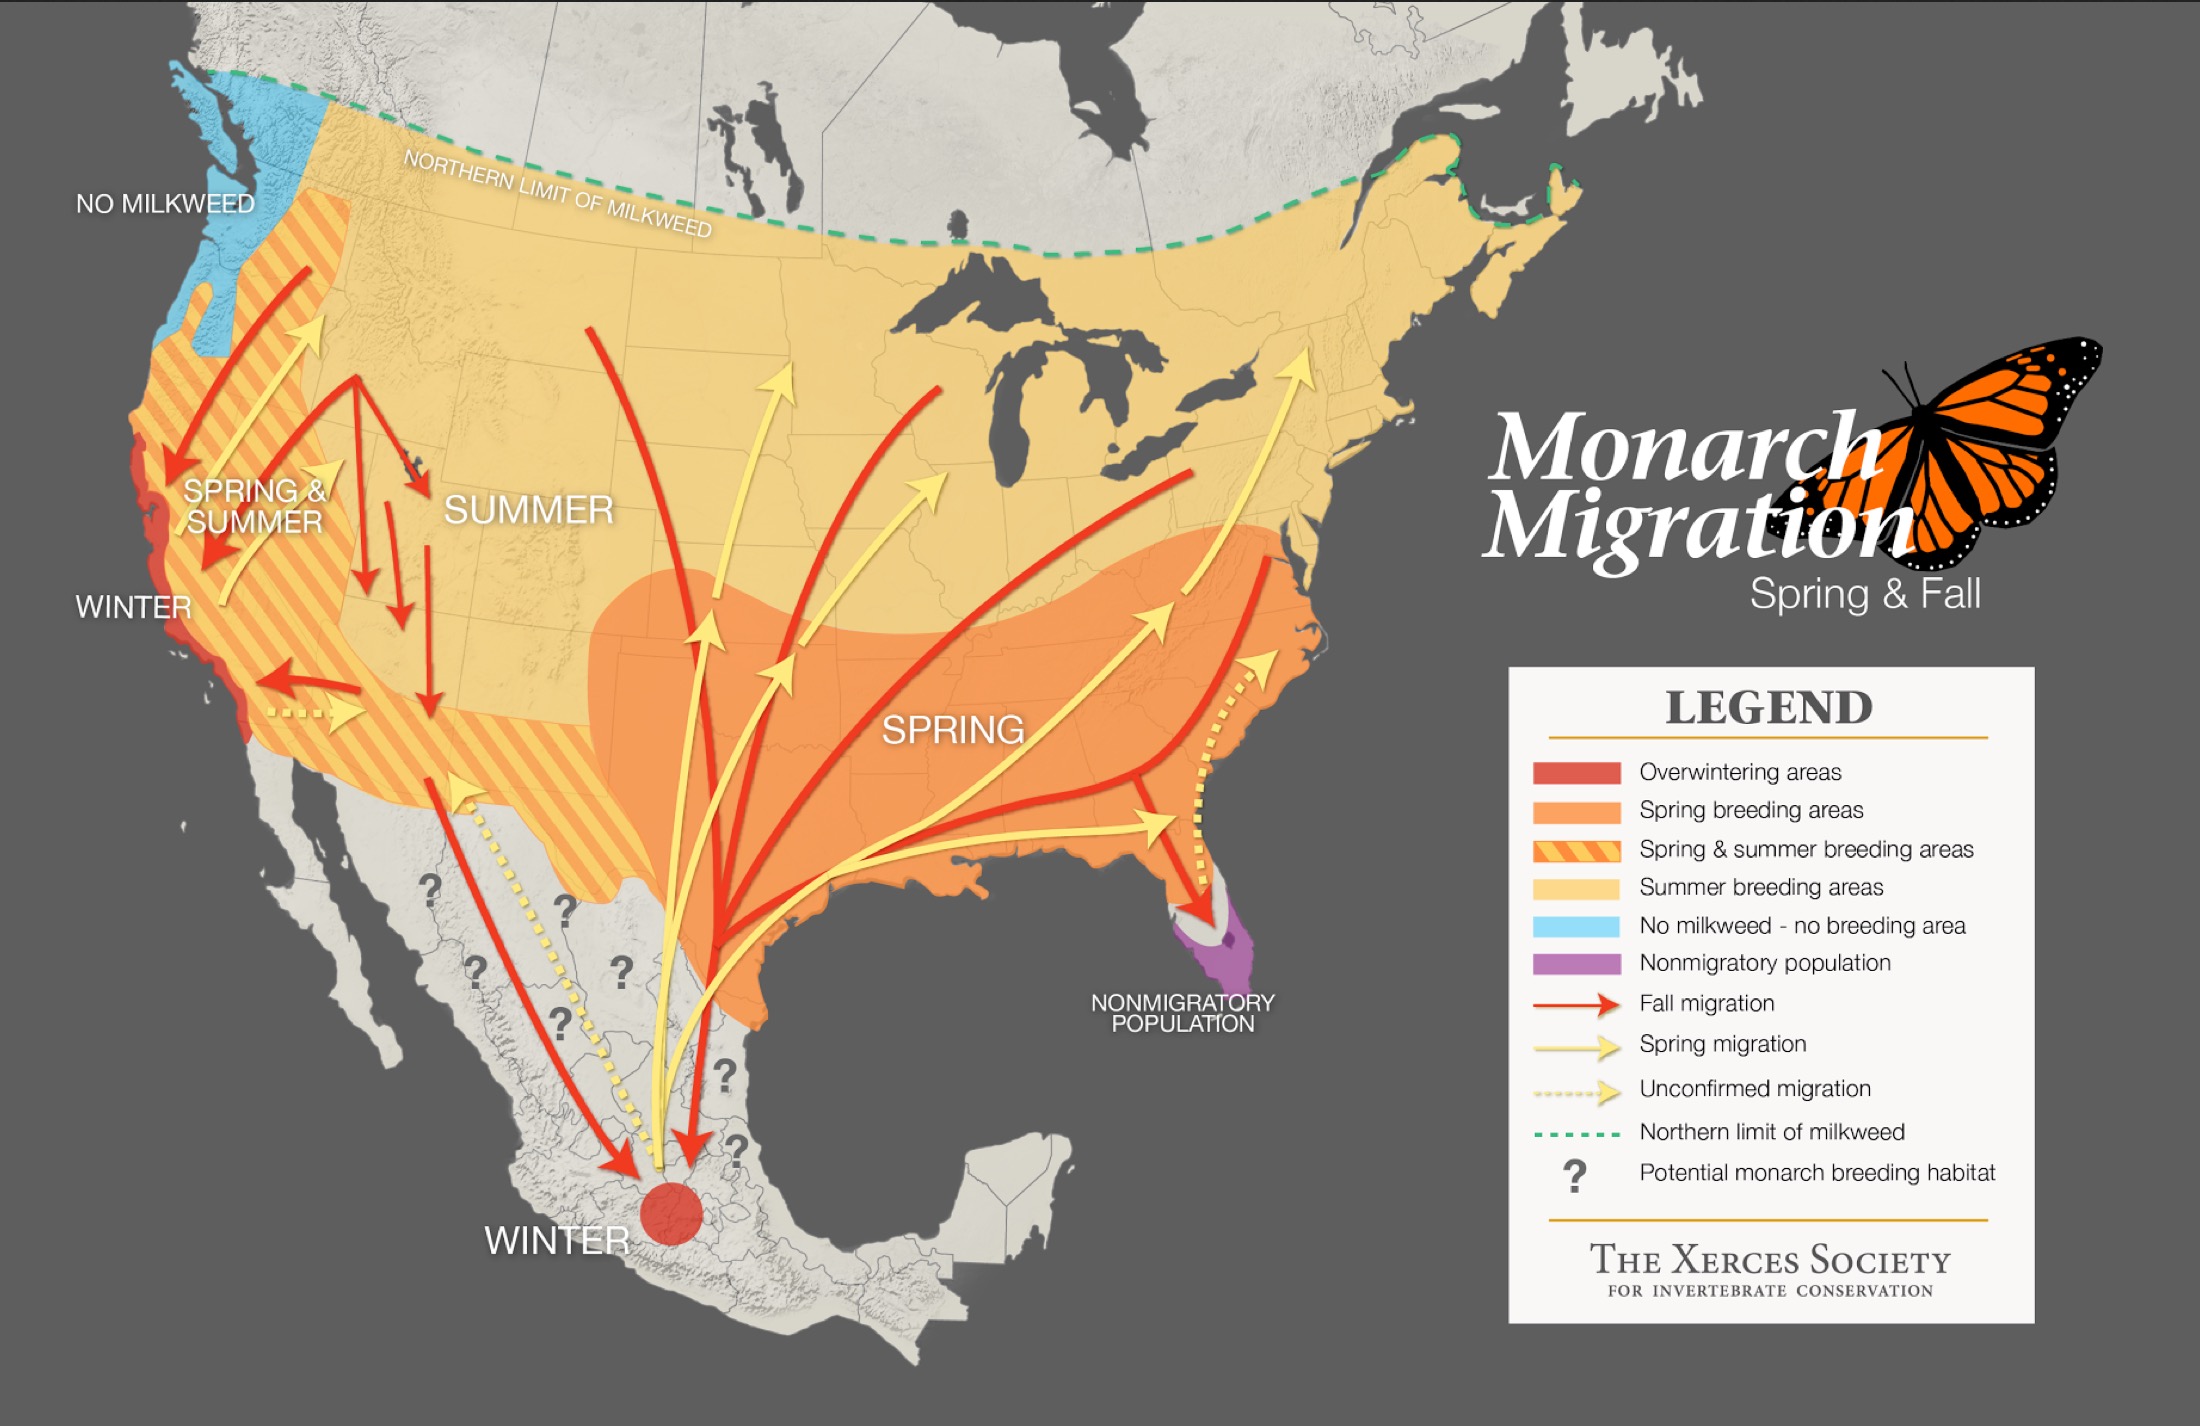 NO MILKWEED
NORTHERN LIMIT OF MILKWEED
SPRING &
SUMMER
SUMMER
WINTER
SPRING
NONMIGRATORY
POPULATION
?
?
?
?
?
?
?
WINTER
Monarch
Migration
Spring & Fall
LEGEND
Overwintering areas
Spring breeding areas
Spring & summer breeding areas
Summer breeding areas
No milkweed - no breeding area
Nonmigratory population
Fall migration
Spring migration
Unconfirmed migration
Northern limit of milkweed
? Potential monarch breeding habitat
THE XERCES SOCIETY
FOR INVERTEBRATE CONSERVATION